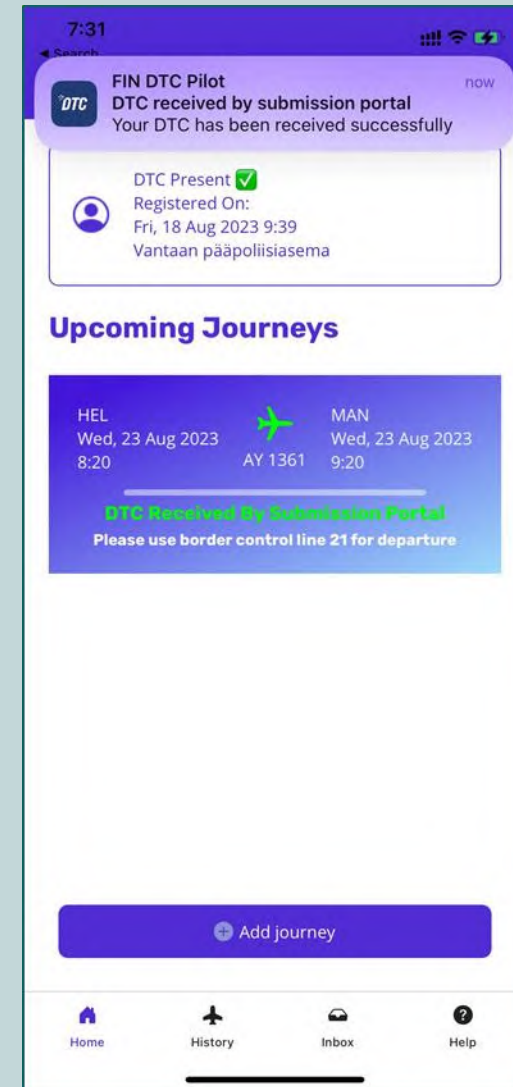 7:31
Search
FIN DTC Pilot
now
DTC
DTC received by submission portal
Your DTC has been received successfully
DTC Present
Registered On:
Fri, 18 Aug 2023 9:39
Vantaan pääpoliisiasema
Upcoming Journeys
HEL
MAN
Wed, 23 Aug 2023
Wed, 23 Aug 2023
8:20
AY 1361
9:20
DTC Received By Submission Portal
Please use border control line 21 for departure
Add journey
Home
History
Inbox
Help